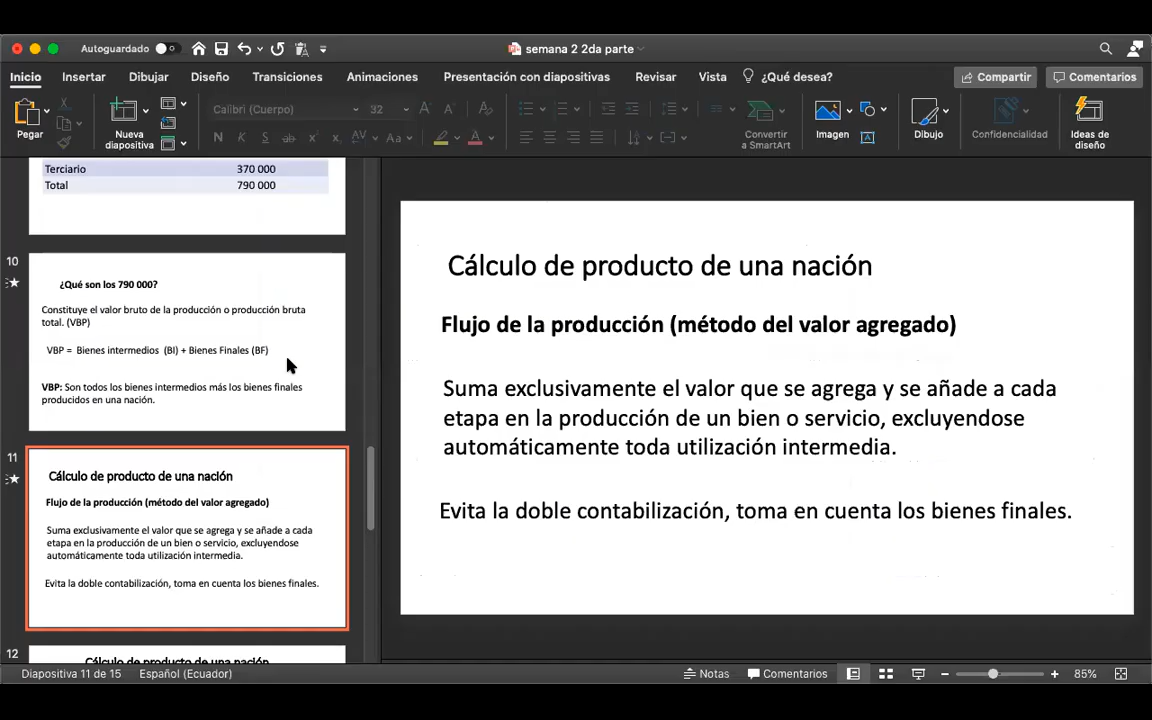 Autoguardado
semana 2 2da parte
Inicio Insertar Dibujar Diseño Transiciones Animaciones Presentación con diapositivas Revisar Vista ¿Qué desea? Compartir Comentarios
Pegar
Nueva
diapositiva
Calibri (Cuerpo) 32
N K S ab X X AV Aa A
Convertir
a SmartArt
Imagen
Dibujo
Confidencialidad
Ideas de
diseño
Terciario 370 000
Total 790 000
10
¿Qué son los 790 000?
Constituye el valor bruto de la producción o producción bruta
total. (VBP)
VBP = Bienes intermedios (BI) + Bienes Finales (BF)
VBP: Son todos los bienes intermedios más los bienes finales
producidos en una nación.
11
Cálculo de producto de una nación
Flujo de la producción (método del valor agregado)
Suma exclusivamente el valor que se agrega y se añade a cada
etapa en la producción de un bien o servicio, excluyendose
automáticamente toda utilización intermedia.
Evita la doble contabilización, toma en cuenta los bienes finales.
12
Cálculo de producto de una nación
Cálculo de producto de una nación
Flujo de la producción (método del valor agregado)
Suma exclusivamente el valor que se agrega y se añade a cada
etapa en la producción de un bien o servicio, excluyendose
automáticamente toda utilización intermedia.
Evita la doble contabilización, toma en cuenta los bienes finales.
Diapositiva 11 de 15 Español (Ecuador) Notas Comentarios 85%